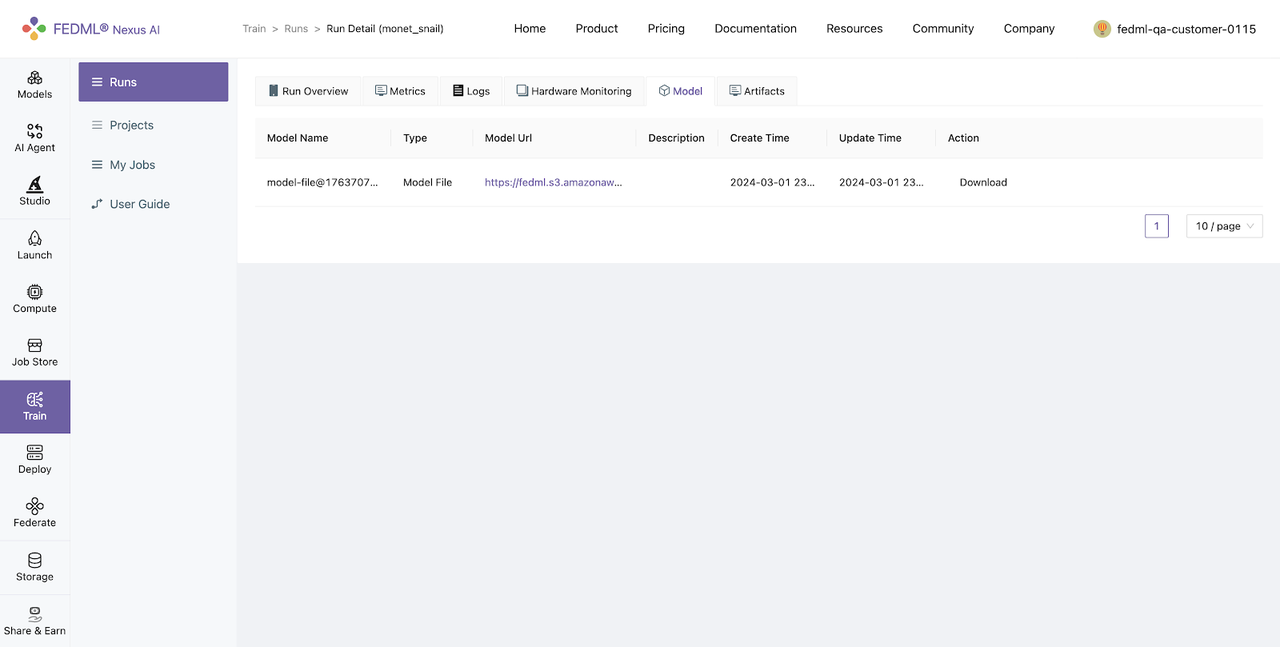 FEDML® Nexus AI
Train > Runs > Run Detail (monet_snail)
Home Product Pricing Documentation Resources Community Company
fedml-qa-customer-0115
Models
AI Agent
Studio
Launch
Compute
Job Store
Train
Deploy
Federate
Storage
Share & Earn
Runs
Projects
My Jobs
User Guide
Run Overview Metrics Logs Hardware Monitoring Model Artifacts
Model Name Type Model Url Description Create Time Update Time Action
model-file@1763707... Model File https://fedml.s3.amazonaw... 2024-03-01 23... 2024-03-01 23... Download
1 10 / page